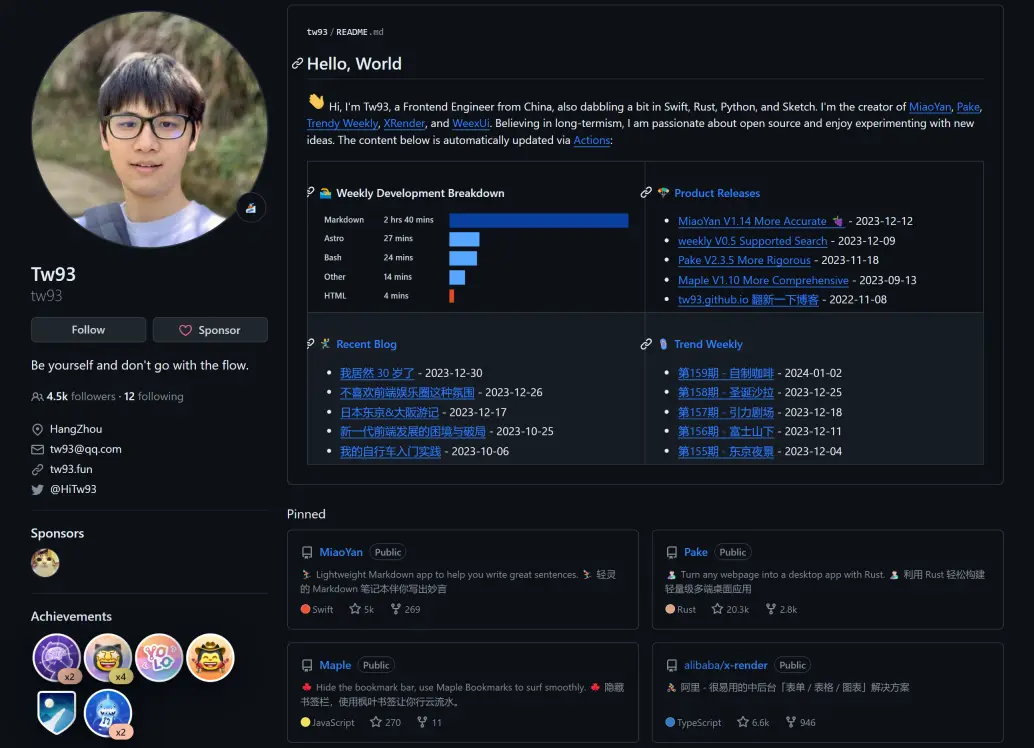 Tw93
tw93
Follow
Sponsor
Be yourself and don't go with the flow.
4.5k followers · 12 following
HangZhou
tw93@qq.com
tw93.fun
@HiTw93
Sponsors
Achievements
x2
x4
YOLO
x2
tw93/README.md
Hello, World
Hi, I'm Tw93, a Frontend Engineer from China, also dabbling a bit in Swift, Rust, Python, and Sketch. I'm the creator of MiaoYan, Pake,
Trendy Weekly, XRender, and WeexUi. Believing in long-termism, I am passionate about open source and enjoy experimenting with new
ideas. The content below is automatically updated via Actions:
Weekly Development Breakdown
Markdown 2 hrs 40 mins
Astro 27 mins
Bash 24 mins
Other 14 mins
HTML 4 mins
Product Releases
MiaoYan V1.14 More Accurate - 2023-12-12
weekly V0.5 Supported Search - 2023-12-09
Pake V2.3.5 More Rigorous - 2023-11-18
Maple V1.10 More Comprehensive - 2023-09-13
tw93.github.io 翻新一下博客 - 2022-11-08
Recent Blog
我居然 30 岁了 - 2023-12-30
不喜欢前端娱乐圈这种氛围 - 2023-12-26
日本东京&大阪游记 - 2023-12-17
新一代前端发展的困境与破局 - 2023-10-25
我的自行车入门实践 - 2023-10-06
Trend Weekly
第159期 - 自制咖啡 - 2024-01-02
第158期 - 圣诞沙拉 - 2023-12-25
第157期 - 引力剧场 - 2023-12-18
第156期 - 富士山下 - 2023-12-11
第155期 - 东京夜景 - 2023-12-04
Pinned
MiaoYan Public
Lightweight Markdown app to help you write great sentences. 轻灵
的 Markdown 笔记本伴你写出妙言
Swift 5k 269
Pake Public
Turn any webpage into a desktop app with Rust. 利用 Rust 轻松构建
轻量级多端桌面应用
Rust 20.3k 2.8k
Maple Public
Hide the bookmark bar, use Maple Bookmarks to surf smoothly. 隐藏
书签栏，使用枫叶书签让你行云流水。
JavaScript 270 11
alibaba/x-render Public
阿里 - 很易用的中后台「表单 / 表格 / 图表」解决方案
TypeScript 6.6k 946